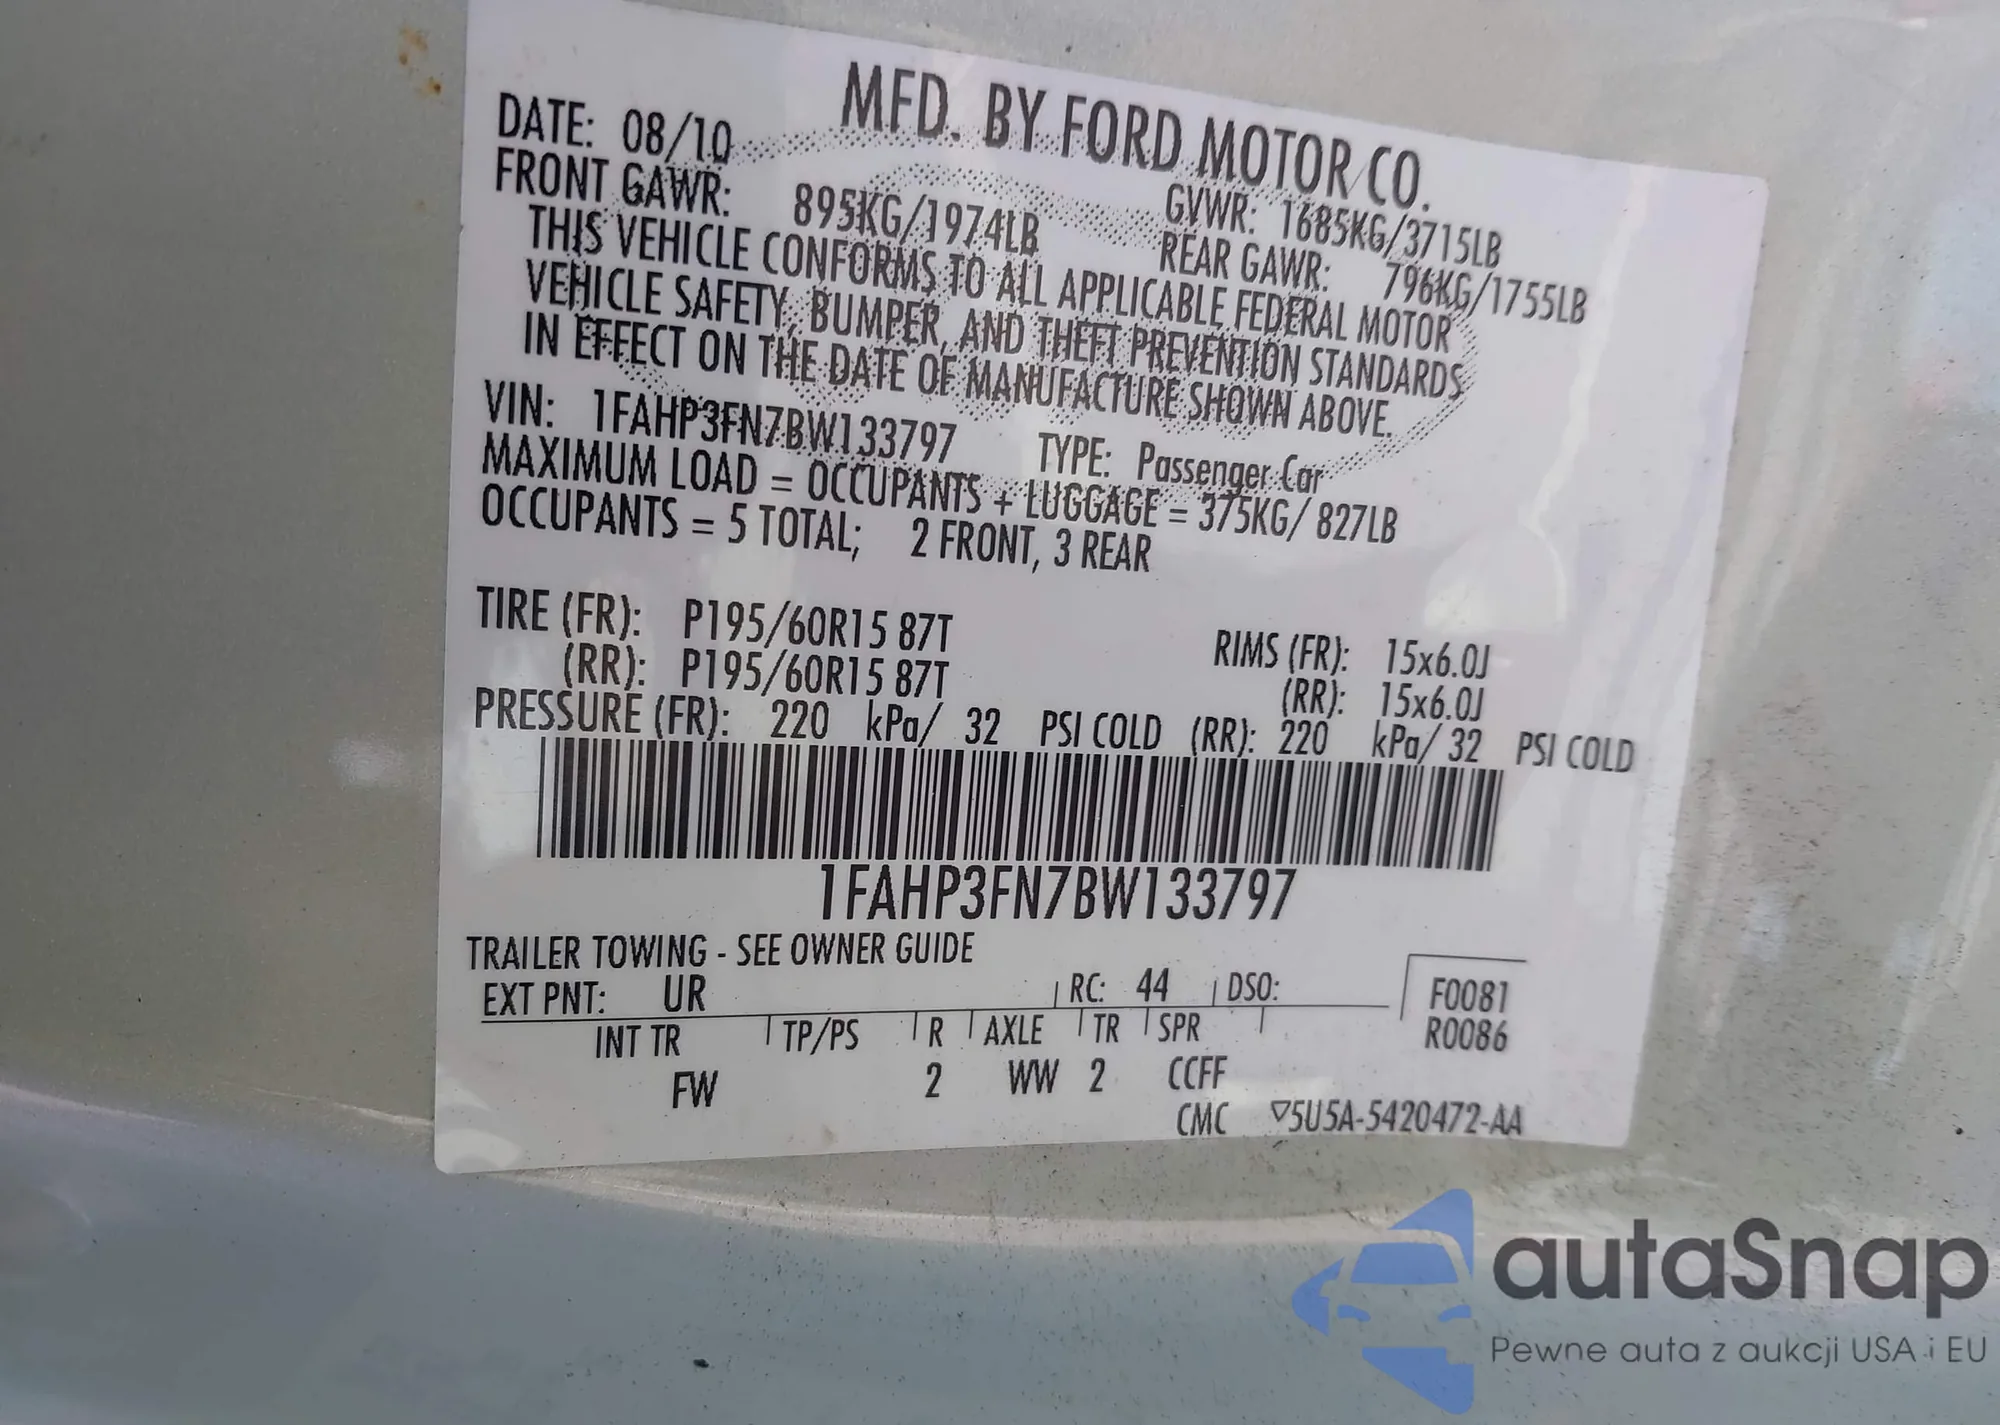 MFD. BY FORD MOTOR CO.
DATE: 08/10 GVWR: 1685KG/3715LB
FRONT GAWR: 895KG/1974LB REAR GAWR: 796KG/1755LB
THIS VEHICLE CONFORMS TO ALL APPLICABLE FEDERAL MOTOR
VEHICLE SAFETY, BUMPER, AND THEFT PREVENTION STANDARDS
IN EFFECT ON THE DATE OF MANUFACTURE SHOWN ABOVE.
VIN: 1FAHP3FN7BW133797 TYPE: Passenger Car
MAXIMUM LOAD = OCCUPANTS + LUGGAGE = 375KG/ 827LB
OCCUPANTS = 5 TOTAL; 2 FRONT, 3 REAR
TIRE (FR): P195/60R15 87T RIMS (FR): 15x6.0J
(RR): P195/60R15 87T (RR): 15x6.0J
PRESSURE (FR): 220 kPa/ 32 PSI COLD (RR): 220 kPa/ 32 PSI COLD
1FAHP3FN7BW133797
TRAILER TOWING - SEE OWNER GUIDE
EXT PNT: UR RC: 44 DSO: F0081
INT TR TP/PS R AXLE TR SPR R0086
FW 2 WW 2 CCFF
CMC ▽5U5A-5420472-AA
autaSnap
Pewne auta z aukcji USA i EU